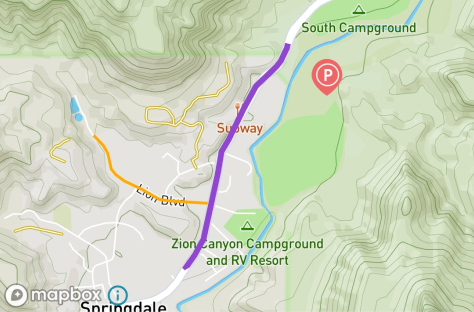 South Campground
P
Subway
Lion Blvd
Zion Canyon Campground
and RV Resort
mapbox
i
Springdale